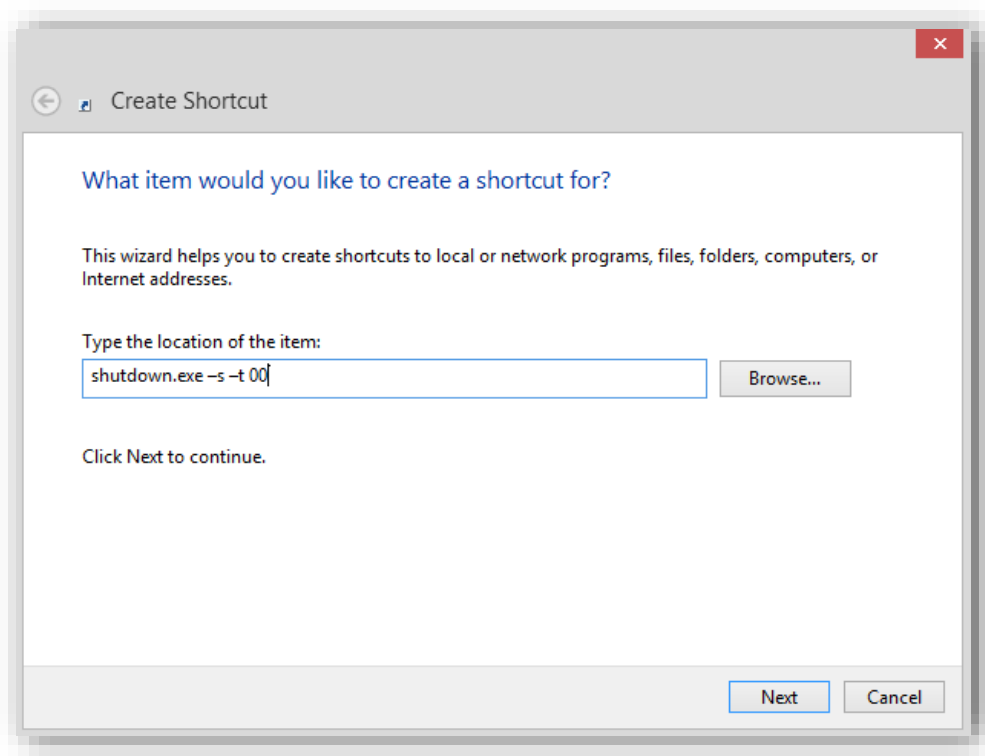 Create Shortcut
What item would you like to create a shortcut for?
This wizard helps you to create shortcuts to local or network programs, files, folders, computers, or
Internet addresses.
Type the location of the item:
shutdown.exe –s –t 00
Browse...
Click Next to continue.
Next
Cancel